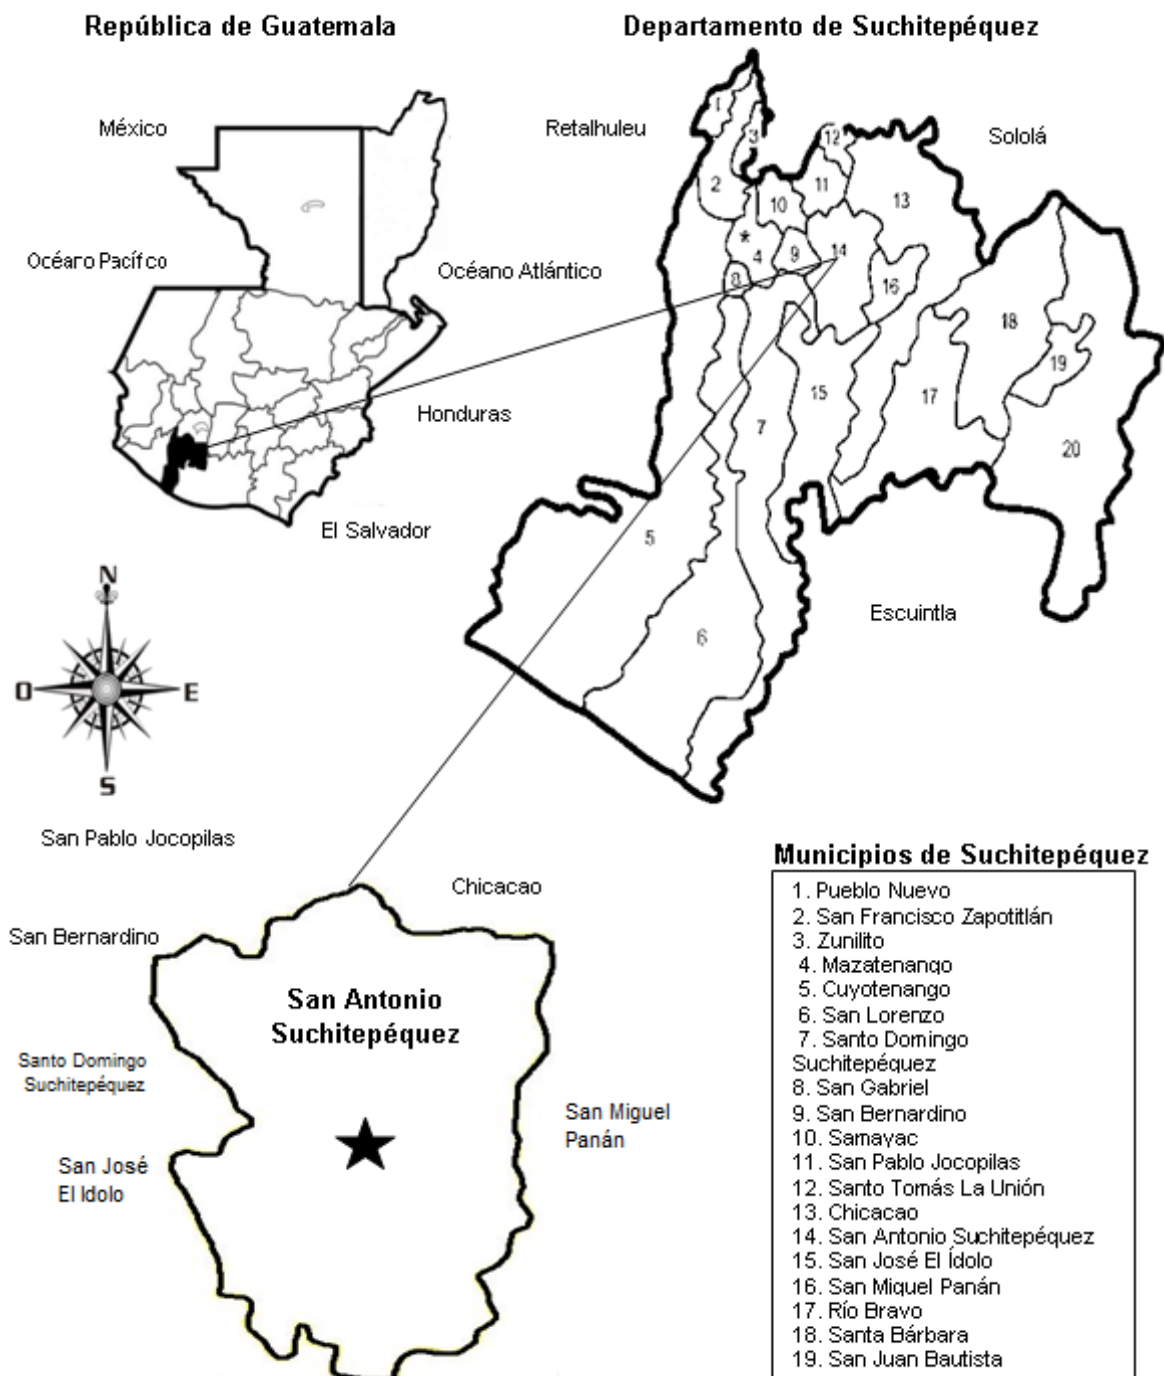 República de Guatemala
Departamento de Suchitepéquez
México
Retalhuleu
Sololá
Océano Pacífco
Océano Atlántico
Honduras
El Salvador
Escuintla
1
2
3
4
5
6
7
8
9
10
11
12
13
14
15
16
17
18
19
20
*
N
O
E
S
San Pablo Jocopilas
Chicacao
San Bernardino
San Antonio
Suchitepéquez
Santo Domingo
Suchitepéquez
San José
El Idolo
San Miguel
Panán
Municipios de Suchitepéquez
1. Pueblo Nuevo
2. San Francisco Zapotitlán
3. Zunilito
4. Mazatenango
5. Cuyotenango
6. San Lorenzo
7. Santo Domingo
Suchitepéquez
8. San Gabriel
9. San Bernardino
10. Samayac
11. San Pablo Jocopilas
12. Santo Tomás La Unión
13. Chicacao
14. San Antonio Suchitepéquez
15. San José El Ídolo
16. San Miguel Panán
17. Río Bravo
18. Santa Bárbara
19. San Juan Bautista